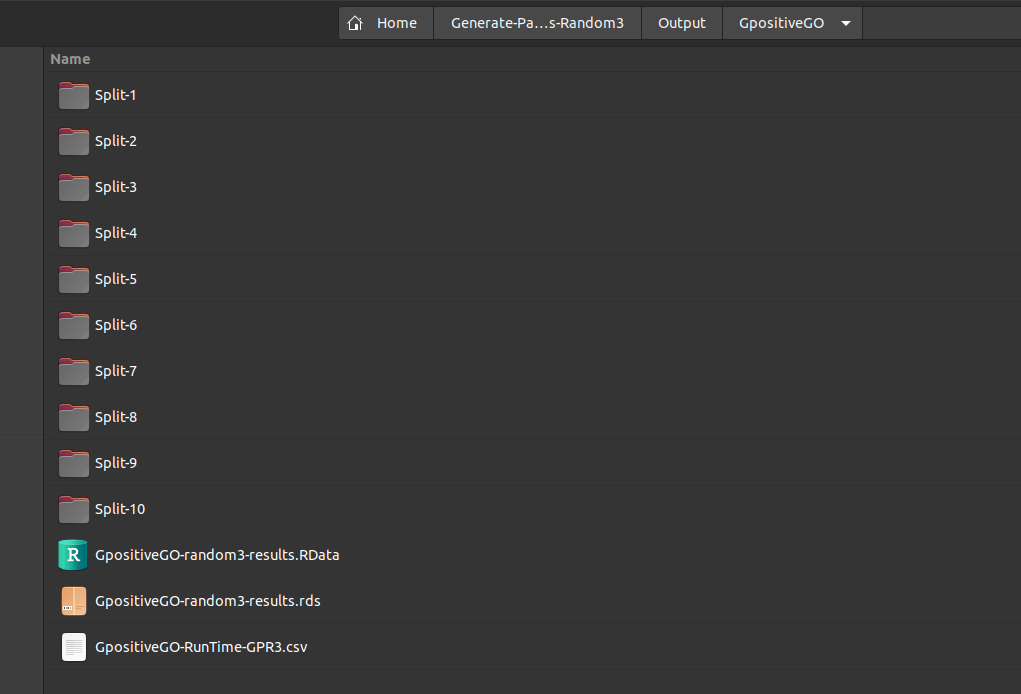 Home Generate-Pa...s-Random3 Output GpositiveGO
Name
Split-1
Split-2
Split-3
Split-4
Split-5
Split-6
Split-7
Split-8
Split-9
Split-10
R GpositiveGO-random3-results.RData
GpositiveGO-random3-results.rds
GpositiveGO-RunTime-GPR3.csv